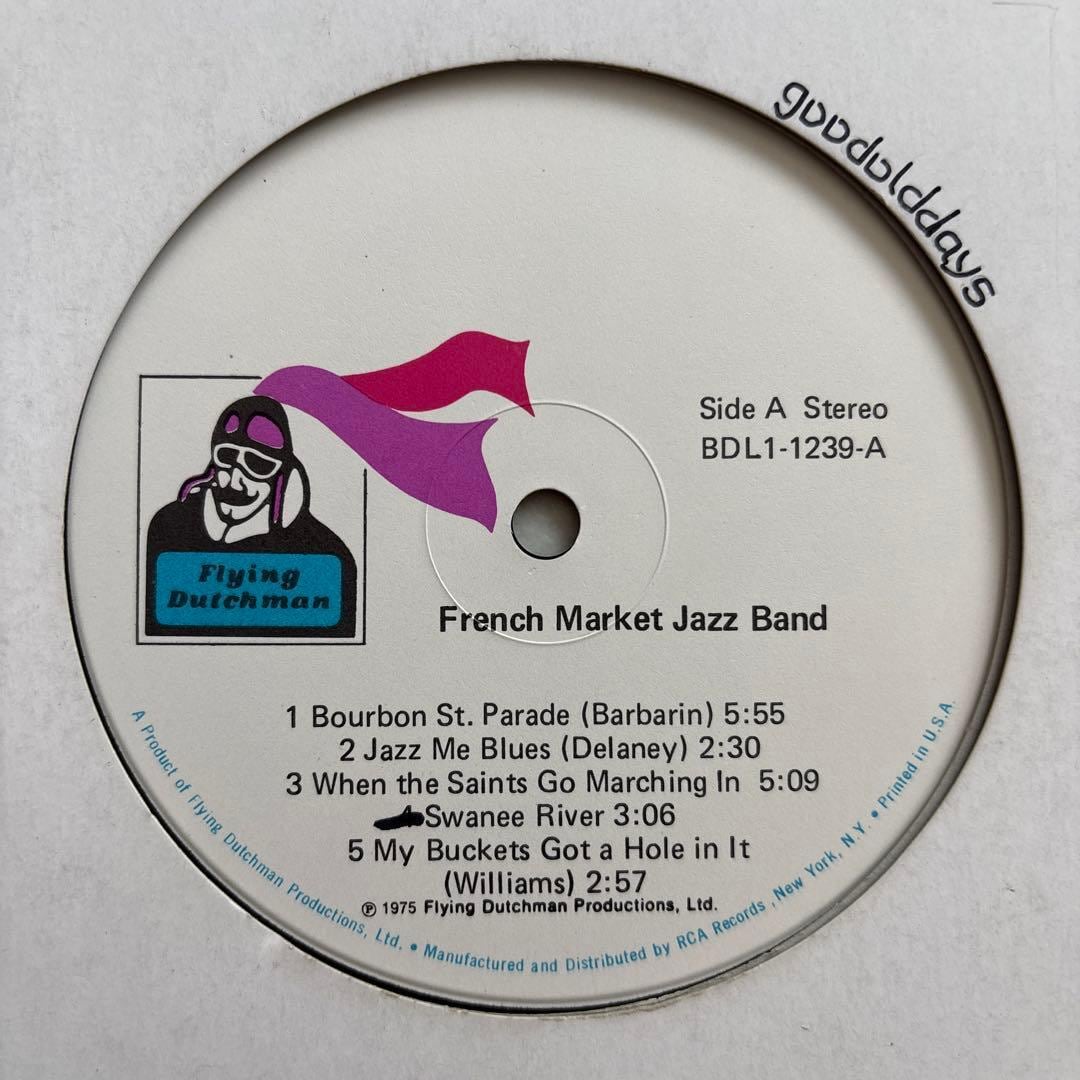 gooddolddays
Side A Stereo
BDL1-1239-A
Flying
Dutchman
French Market Jazz Band
1 Bourbon St. Parade (Barbarin) 5:55
2 Jazz Me Blues (Delaney) 2:30
3 When the Saints Go Marching In 5:09
Swanee River 3:06
5 My Buckets Got a Hole in It
(Williams) 2:57
℗ 1975 Flying Dutchman Productions, Ltd.
A Product of Flying Dutchman Productions, Ltd. • Manufactured and Distributed by RCA Records, New York, N.Y. • Printed in U.S.A.